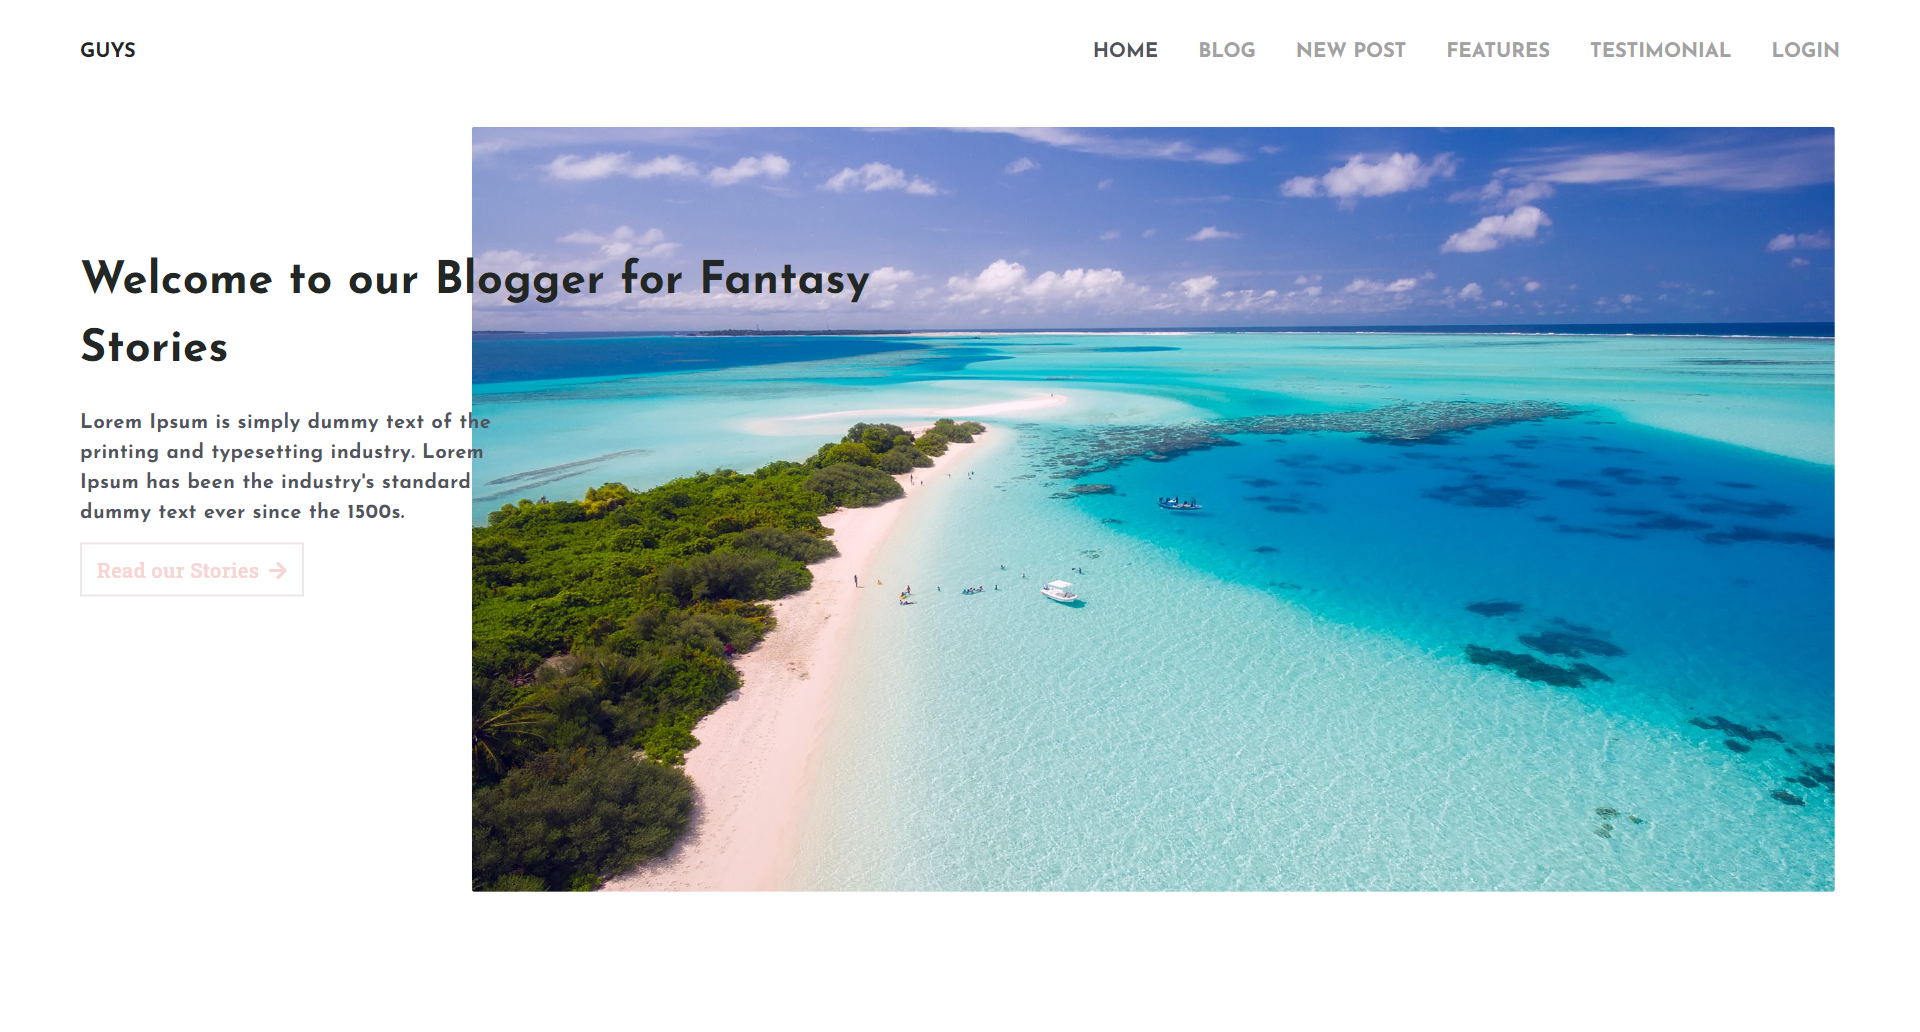 GUYS
HOME BLOG NEW POST FEATURES TESTIMONIAL LOGIN
Welcome to our Blogger for Fantasy
Stories
Lorem Ipsum is simply dummy text of the
printing and typesetting industry. Lorem
Ipsum has been the industry's standard
dummy text ever since the 1500s.
Read our Stories →